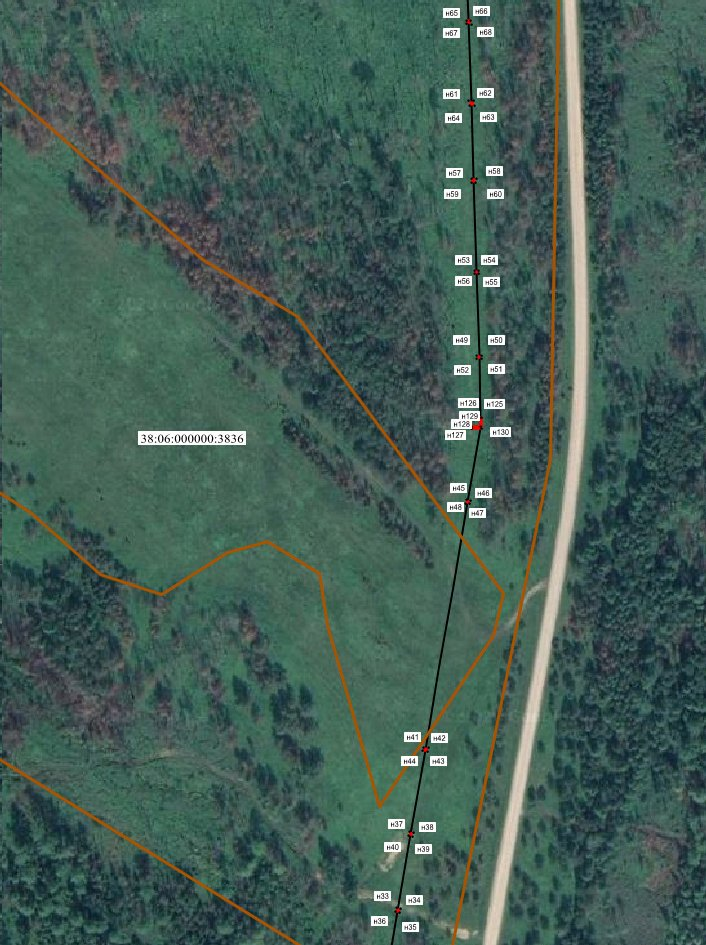 н65 н66
н67 н68
н61 н62
н64 н63
н57 н58
н59 н60
н53 н54
н56 н55
н49 н50
н52 н51
н126 н125
н129
н128
н127 н130
38:06:000000:3836
н45 н46
н48 н47
н41 н42
н44 н43
н37 н38
н40 н39
н33 н34
н36 н35